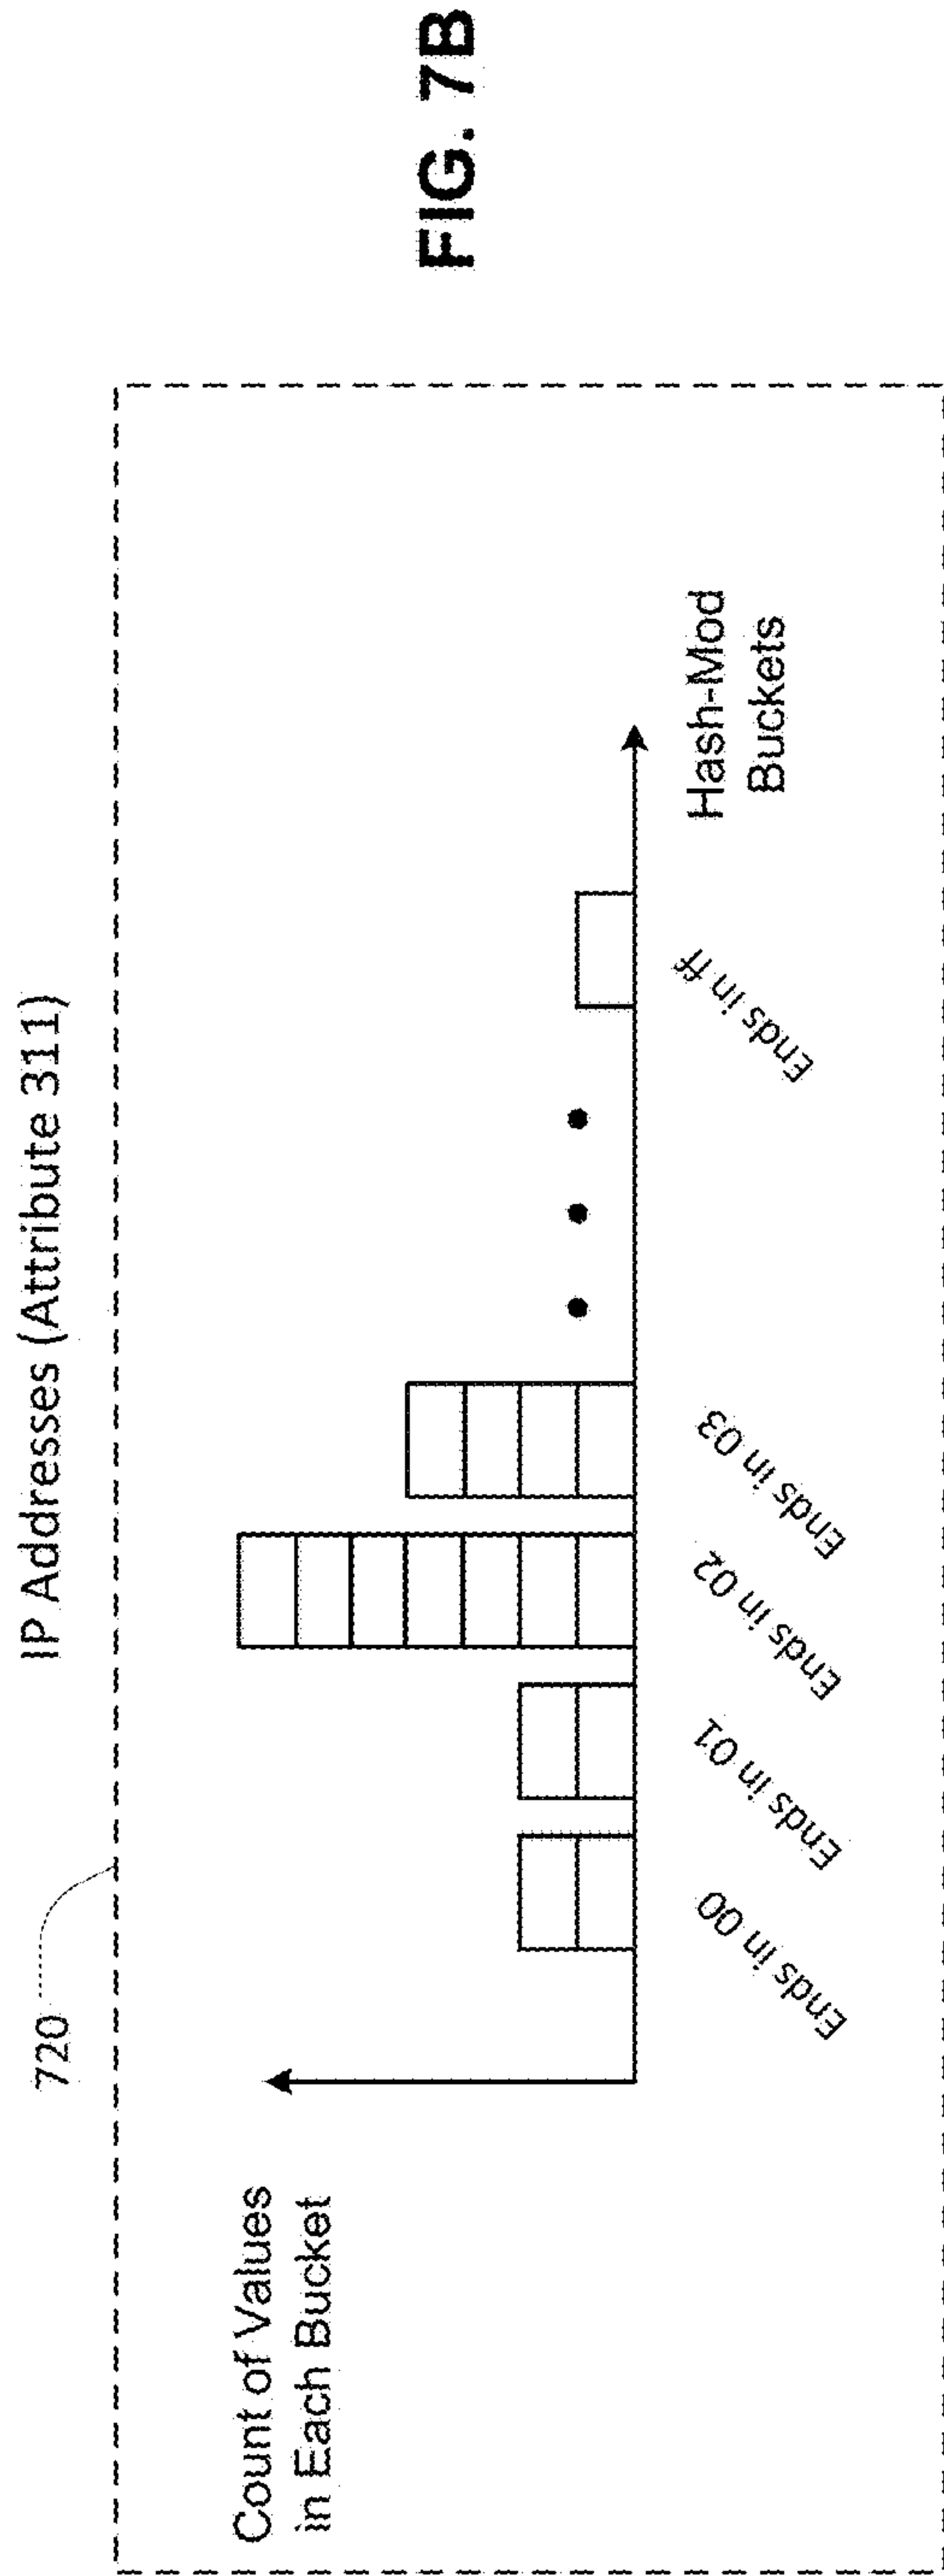 IP Addresses (Attribute 311)
720
Count of Values
in Each Bucket
Ends in 00
Ends in 01
Ends in 02
Ends in 03
Ends in ff
Hash-Mod
Buckets
FIG. 7B